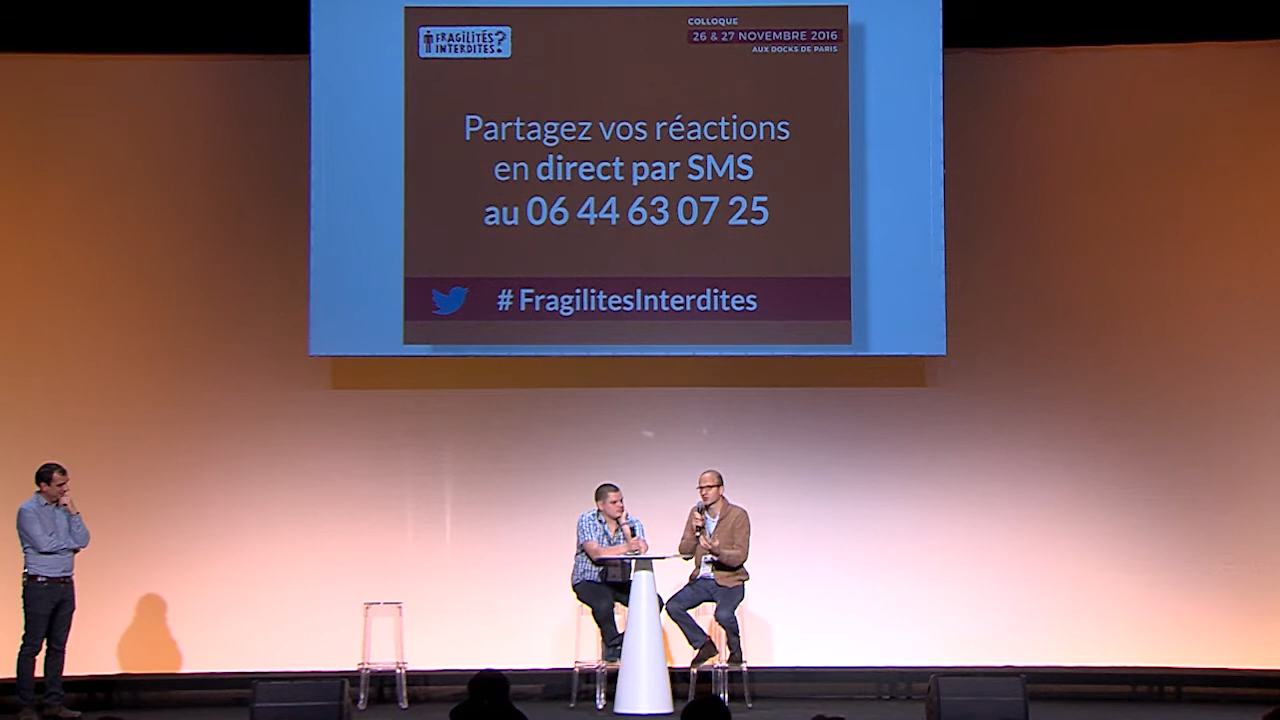 FRAGILITÉS
INTERDITES?
COLLOQUE
26 & 27 NOVEMBRE 2016
AUX DOCKS DE PARIS
Partagez vos réactions
en direct par SMS
au 06 44 63 07 25
# FragilitesInterdites